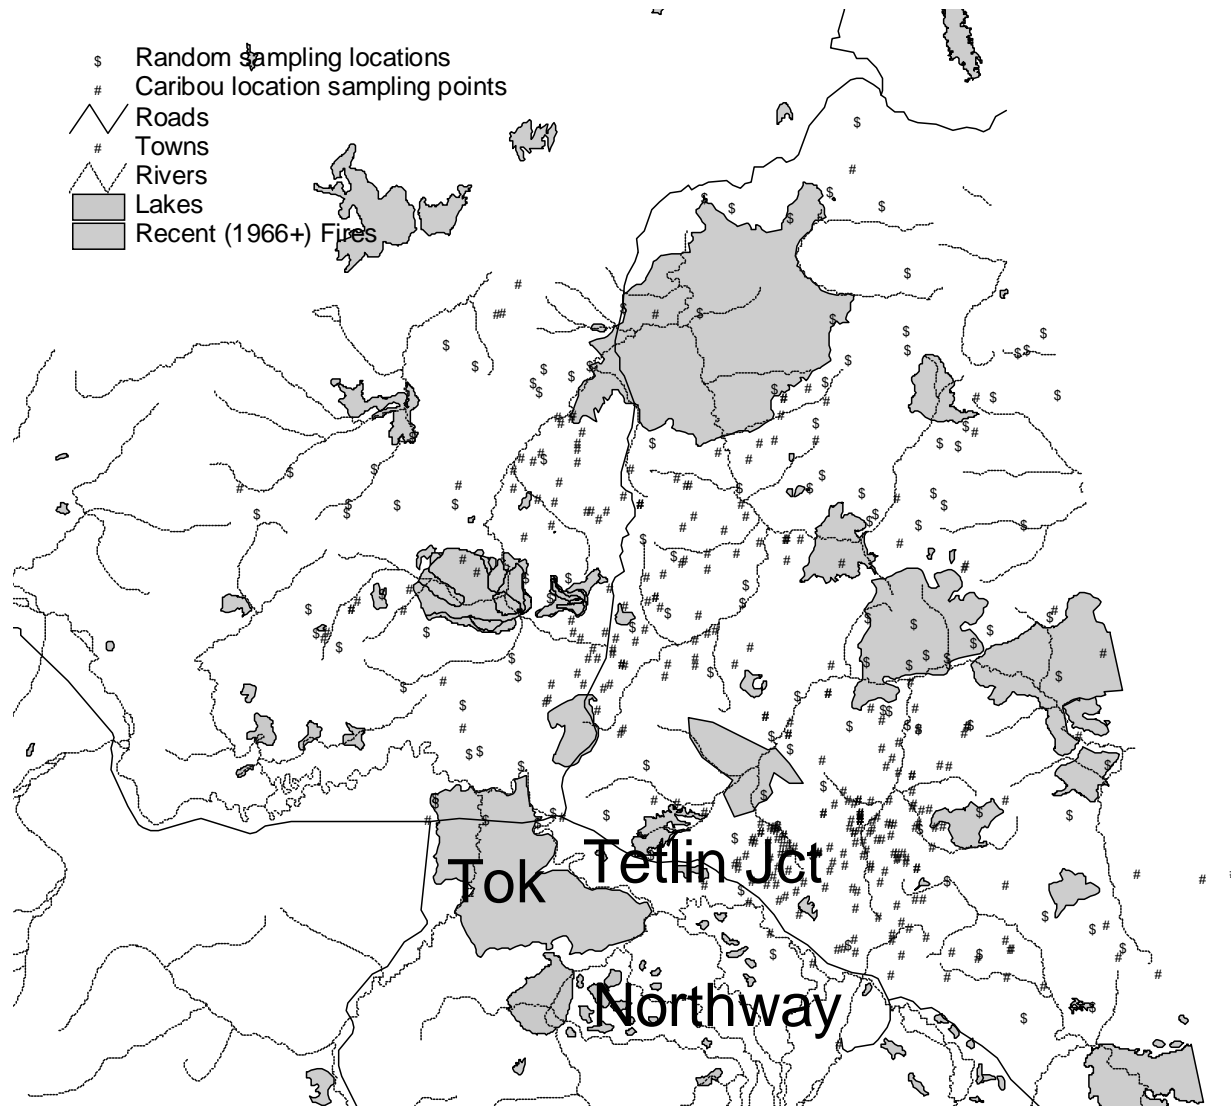 $ Random sampling locations
# Caribou location sampling points
Roads
# Towns
Rivers
Lakes
Recent (1966+) Fires
Tetlin Jct
Tok
Northway